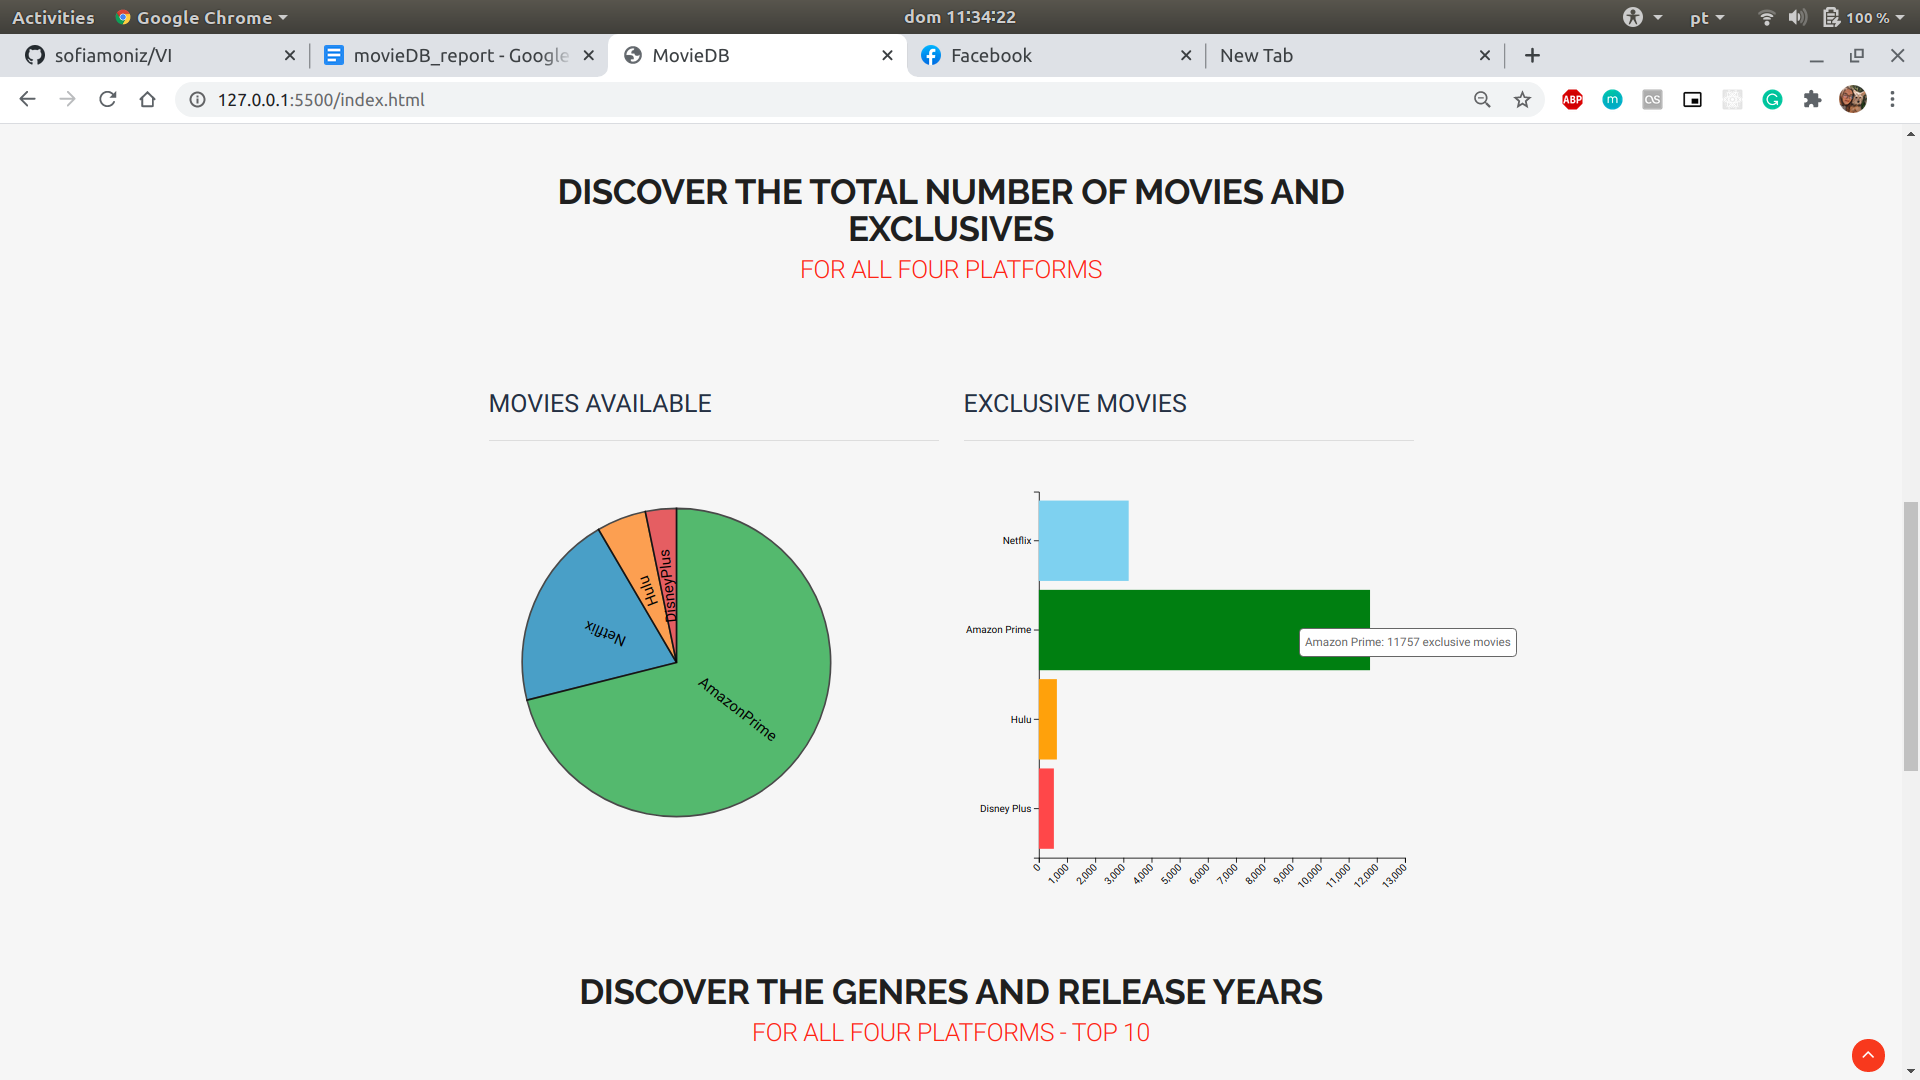 Activities
Google Chrome
dom 11:34:22
pt
100 %
sofiamoniz/VI
movieDB_report - Google
MovieDB
Facebook
New Tab
127.0.0.1:5500/index.html
ABP
m
DISCOVER THE TOTAL NUMBER OF MOVIES AND
EXCLUSIVES
FOR ALL FOUR PLATFORMS
MOVIES AVAILABLE
EXCLUSIVE MOVIES
DisneyPlus
Hulu
Netflix
AmazonPrime
Netflix
Amazon Prime
Amazon Prime: 11757 exclusive movies
Hulu
Disney Plus
0
1,000
2,000
3,000
4,000
5,000
6,000
7,000
8,000
9,000
10,000
11,000
12,000
13,000
DISCOVER THE GENRES AND RELEASE YEARS
FOR ALL FOUR PLATFORMS - TOP 10